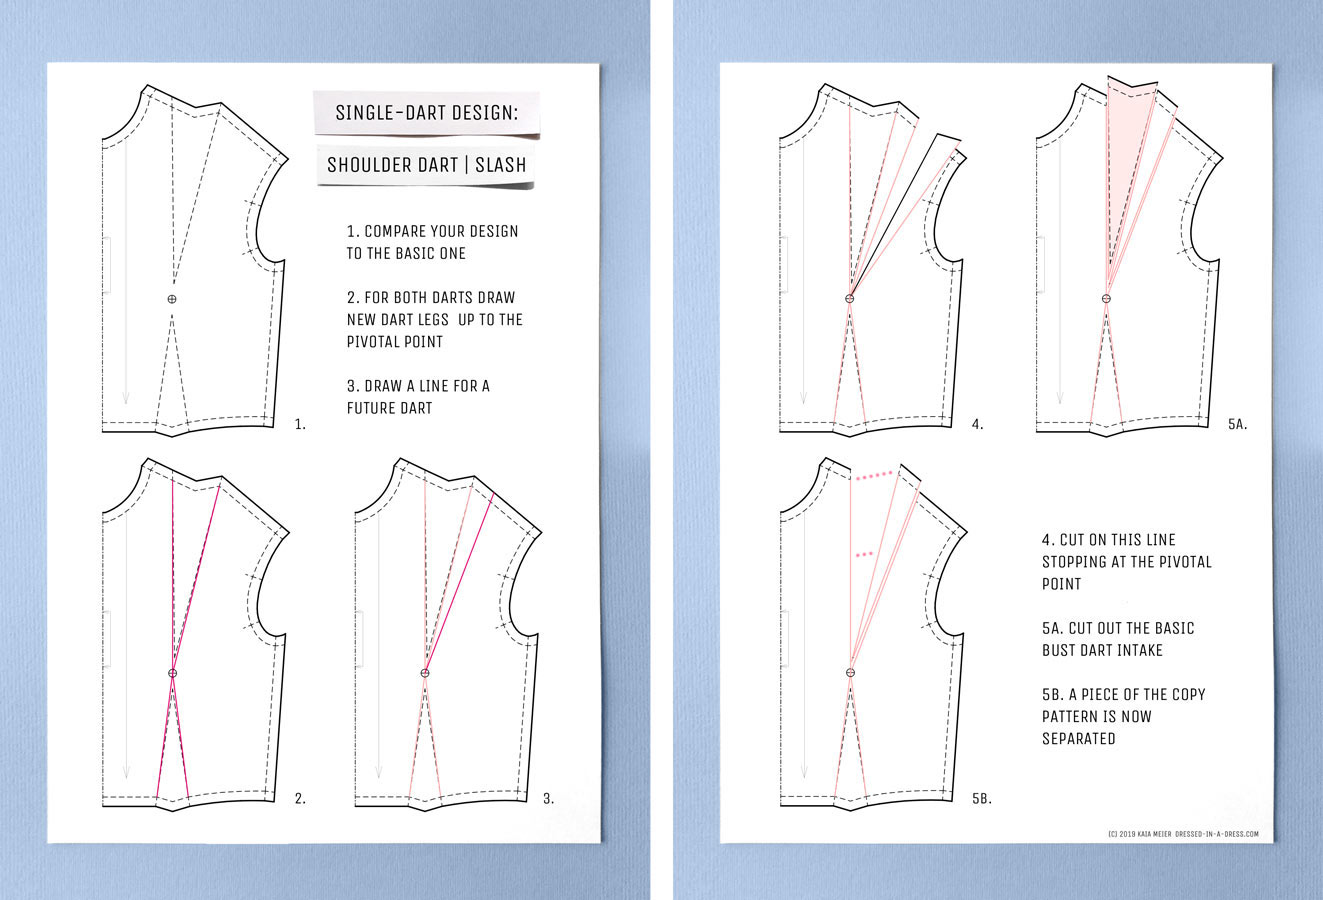 SINGLE-DART DESIGN:
SHOULDER DART | SLASH
1. COMPARE YOUR DESIGN
TO THE BASIC ONE
2. FOR BOTH DARTS DRAW
NEW DART LEGS UP TO THE
PIVOTAL POINT
3. DRAW A LINE FOR A
FUTURE DART
1.
2.
3.
4.
5A.
4. CUT ON THIS LINE
STOPPING AT THE PIVOTAL
POINT
5A. CUT OUT THE BASIC
BUST DART INTAKE
5B. A PIECE OF THE COPY
PATTERN IS NOW
SEPARATED
5B.
(C) 2019 KAIA MEIER DRESSED-IN-A-DRESS.COM